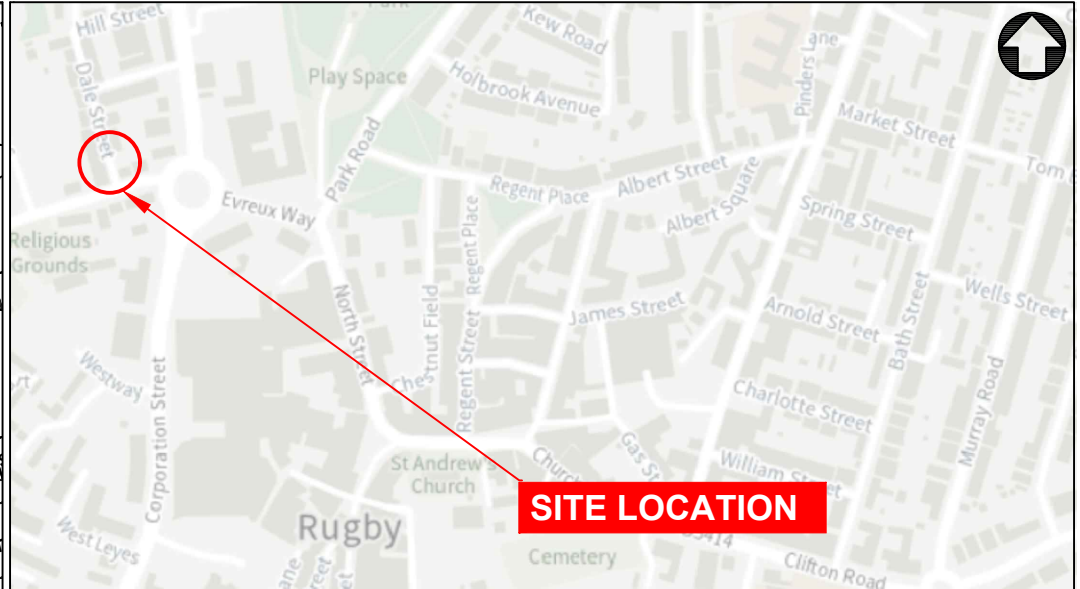 Hill Street
Dale Street
Play Space
Park Road
Kew Road
Holbrook Avenue
Pinders Lane
Market Street
Tom
Regent Place
Albert Street
Albert Square
Spring Street
Evreux Way
Religious
Grounds
North Street
Chestnut Field
Regent Street
Regent Place
James Street
Arnold Street
Bath Street
Wells Street
Westway
Corporation Street
Charlotte Street
Murray Road
St Andrew's
Church
Church
Gas St
William Street
SITE LOCATION
Rugby
West Leyes
Cemetery
5414
Clifton Road